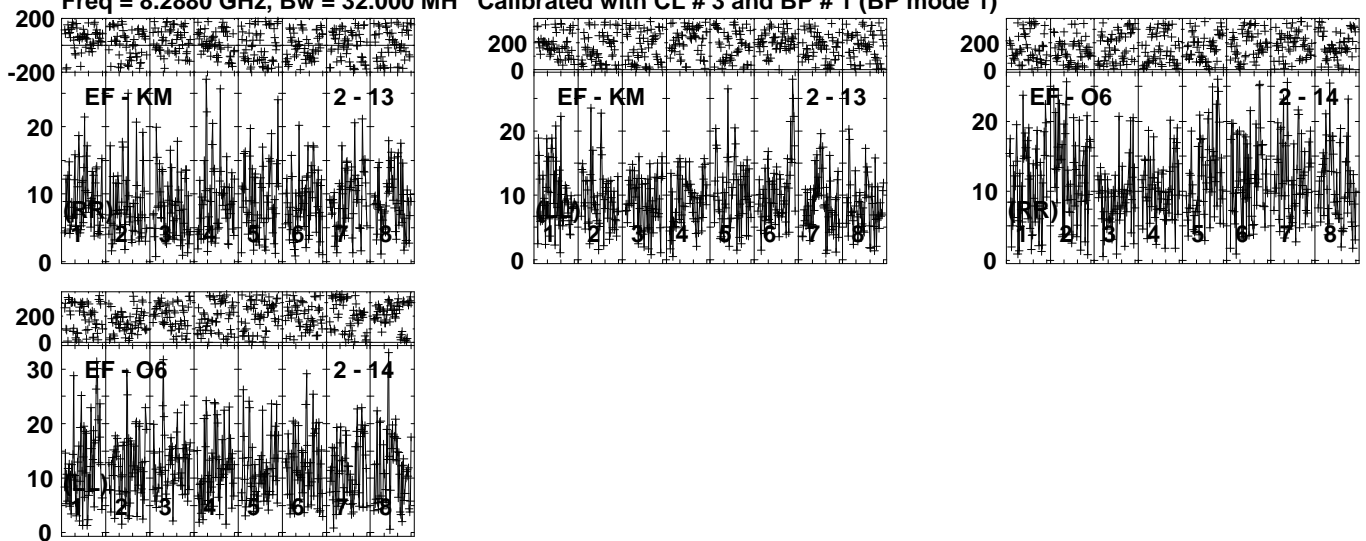 Freq = 8.2880 GHz, Bw = 32.000 MH Calibrated with CL # 3 and BP # 1 (BP mode 1)
200
-200
EF - KM 2 - 13
20
10
0
(RR)
1 2 3 4 5 6 7 8
200
0
EF - KM 2 - 13
20
10
0
(LL)
1 2 3 4 5 6 7 8
200
0
EF - O6 2 - 14
20
10
0
(RR)
1 2 3 4 5 6 7 8
200
0
EF - O6 2 - 14
30
20
10
0
(LL)
1 2 3 4 5 6 7 8